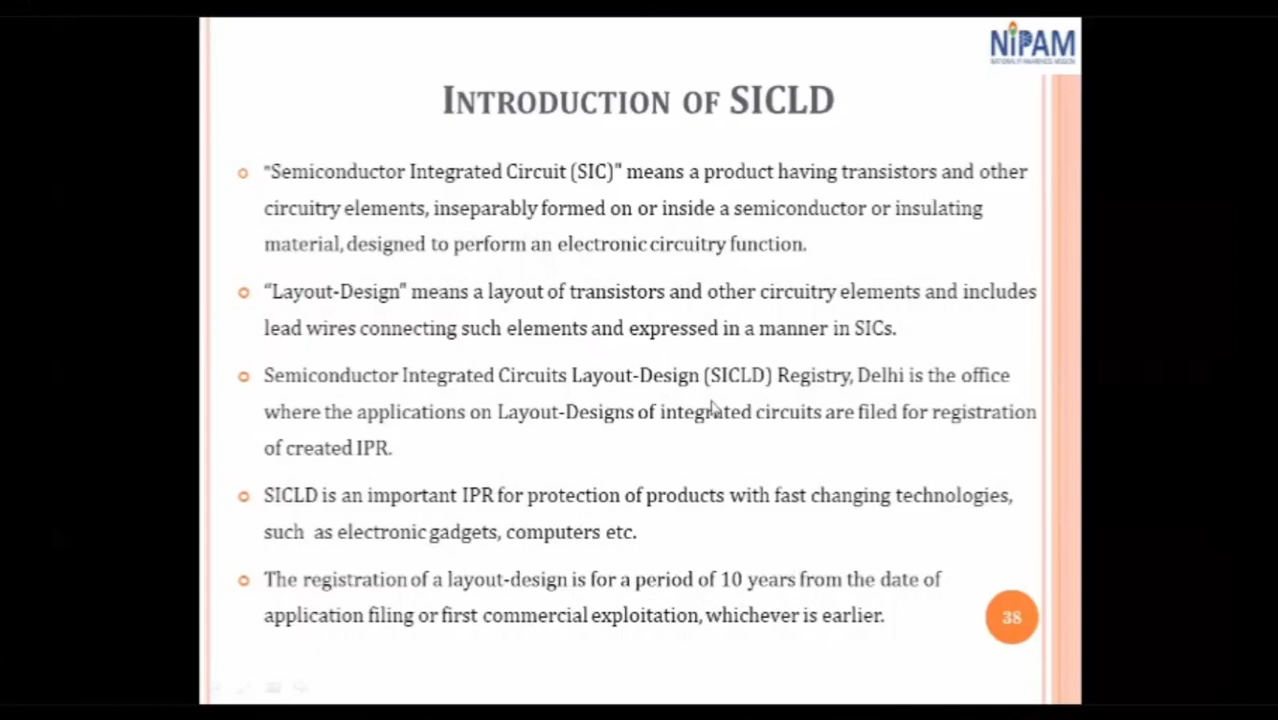 NIPAM
NATIONAL IP AWARENESS MISSION
INTRODUCTION OF SICLD
"Semiconductor Integrated Circuit (SIC)" means a product having transistors and other
circuitry elements, inseparably formed on or inside a semiconductor or insulating
material, designed to perform an electronic circuitry function.
"Layout-Design" means a layout of transistors and other circuitry elements and includes
lead wires connecting such elements and expressed in a manner in SICs.
Semiconductor Integrated Circuits Layout-Design (SICLD) Registry, Delhi is the office
where the applications on Layout-Designs of integrated circuits are filed for registration
of created IPR.
SICLD is an important IPR for protection of products with fast changing technologies,
such as electronic gadgets, computers etc.
The registration of a layout-design is for a period of 10 years from the date of
application filing or first commercial exploitation, whichever is earlier.
38